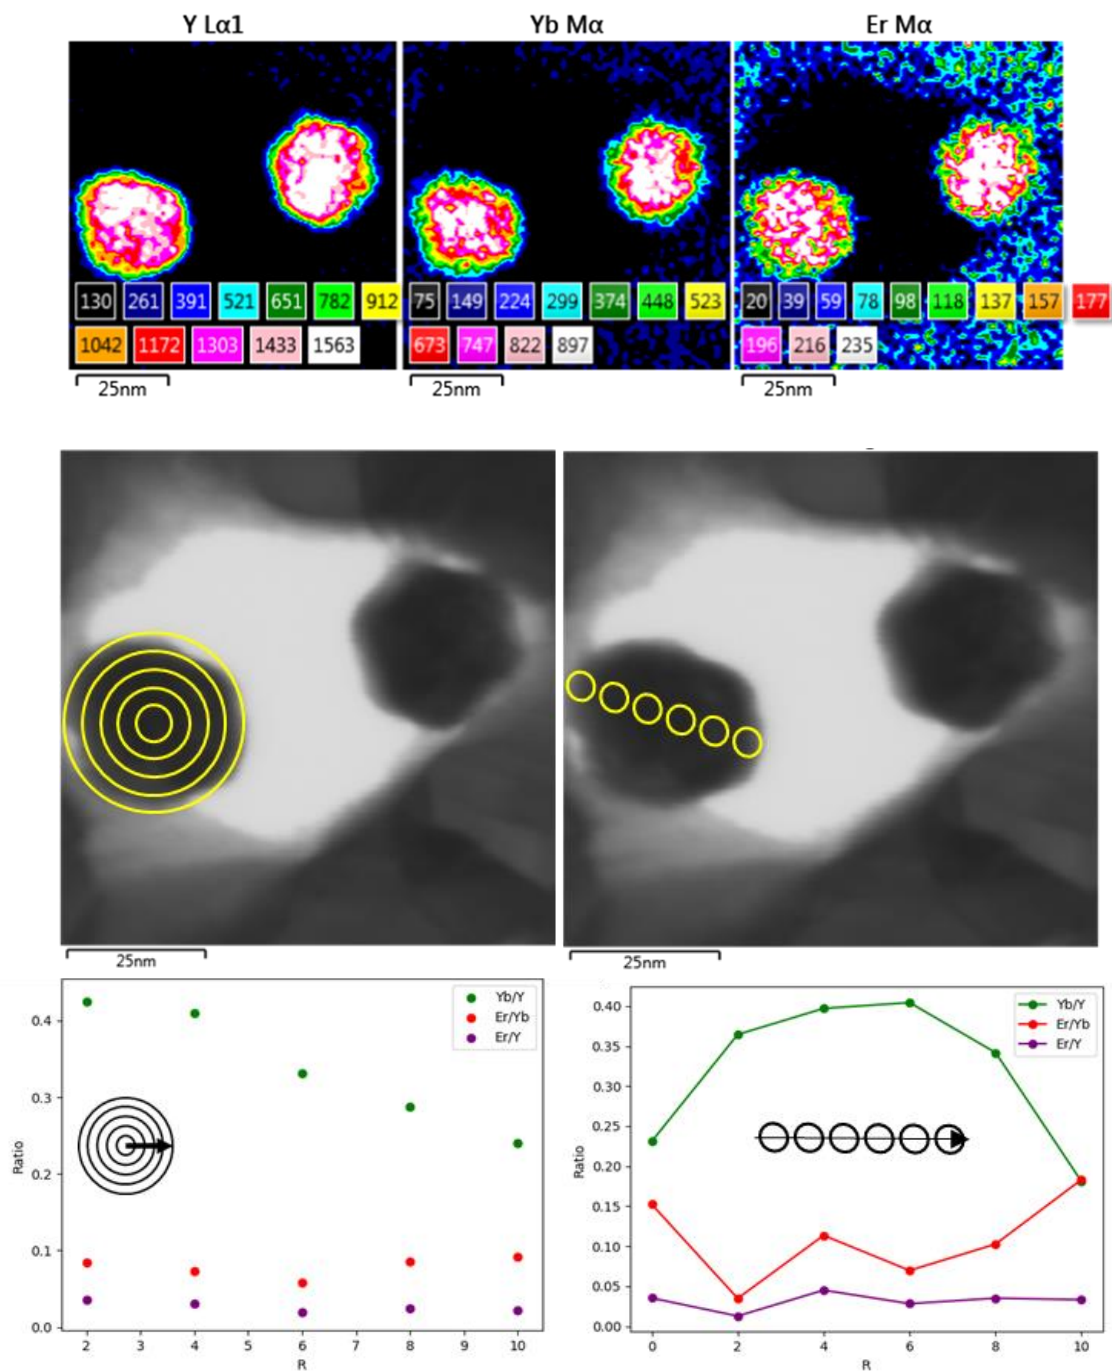 Y Lα1 Yb Mα Er Mα
130 261 391 521 651 782 912 75 149 224 299 374 448 523 20 39 59 78 98 118 137 157 177
1042 1172 1303 1433 1563 673 747 822 897 196 216 235
25nm 25nm 25nm
25nm 25nm
Yb/Y
Er/Yb
Er/Y
0.4
0.3
0.2
0.1
0.0
Ratio
2 3 4 5 6 7 8 9 10
R
Yb/Y
Er/Yb
Er/Y
0.40
0.35
0.30
0.25
0.20
0.15
0.10
0.05
0.00
Ratio
0 2 4 6 8 10
R